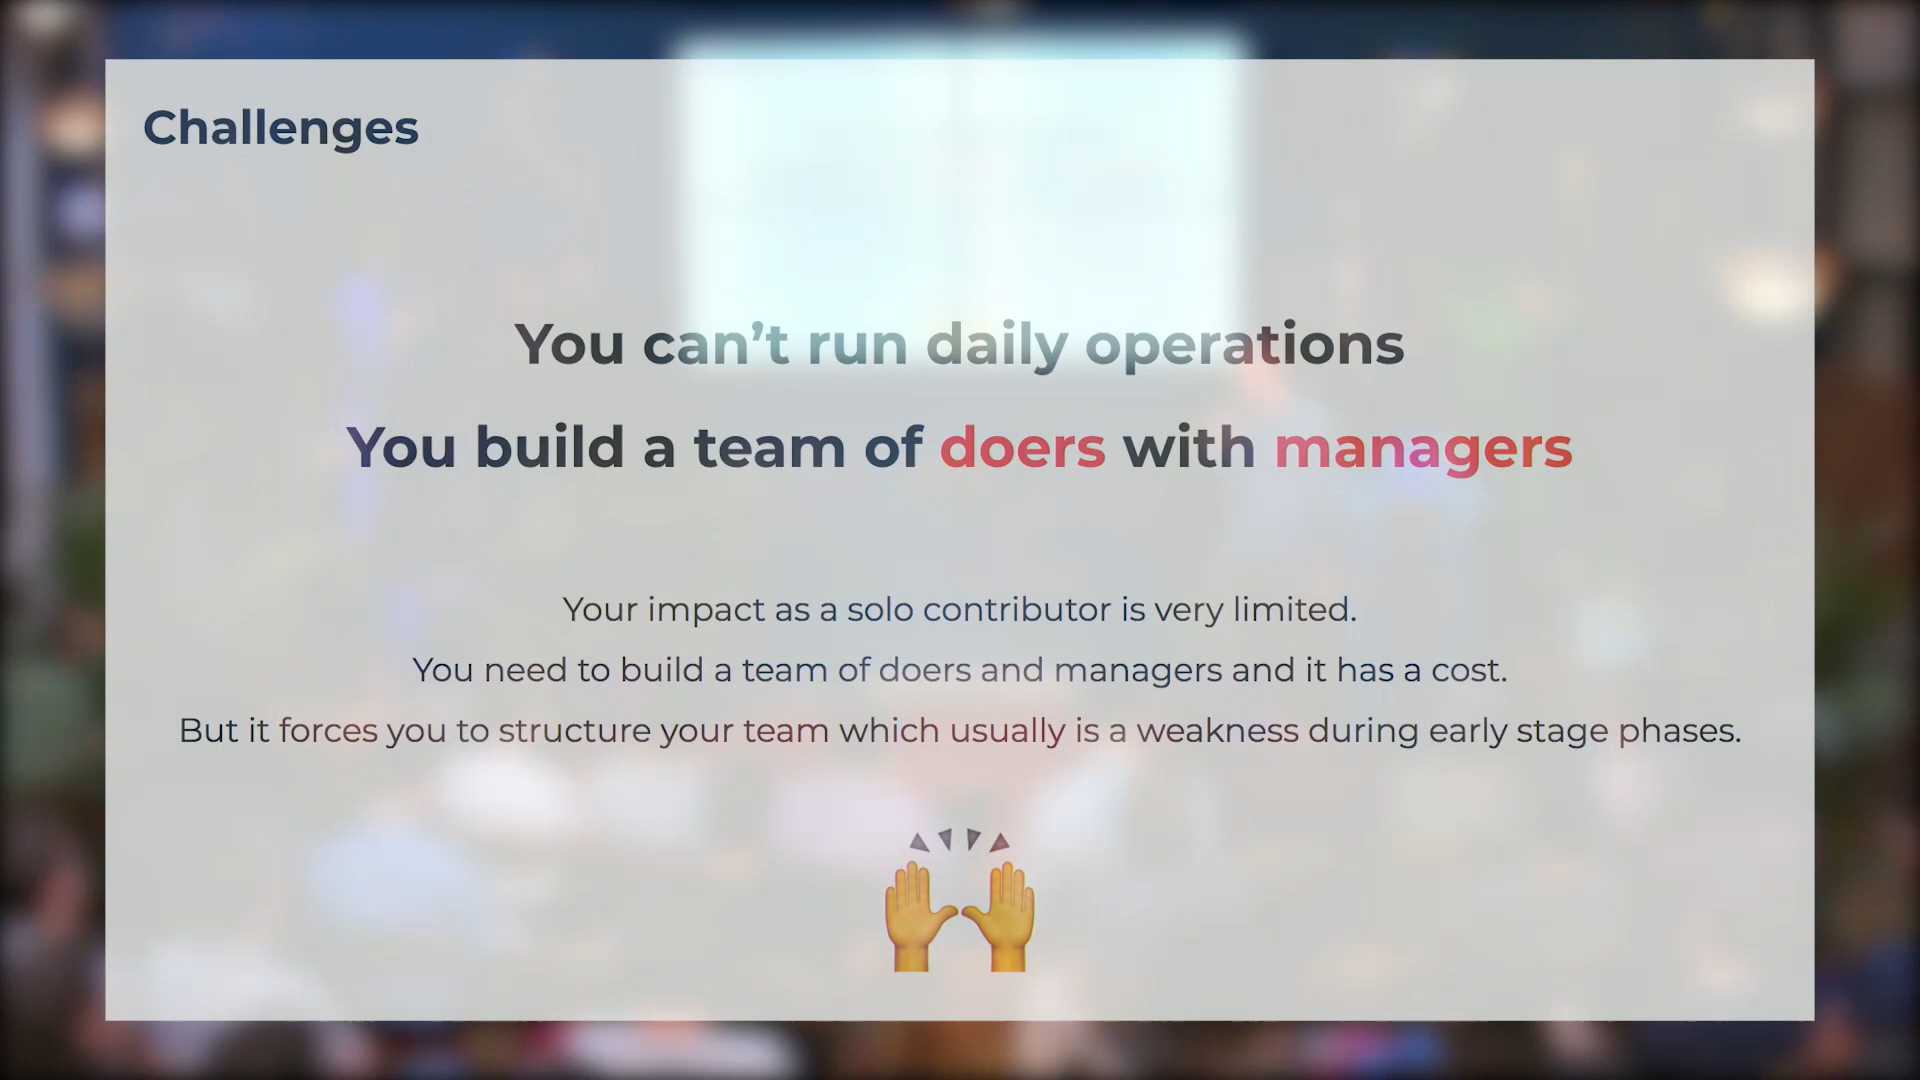 Challenges
You can’t run daily operations
You build a team of doers with managers
Your impact as a solo contributor is very limited.
You need to build a team of doers and managers and it has a cost.
But it forces you to structure your team which usually is a weakness during early stage phases.